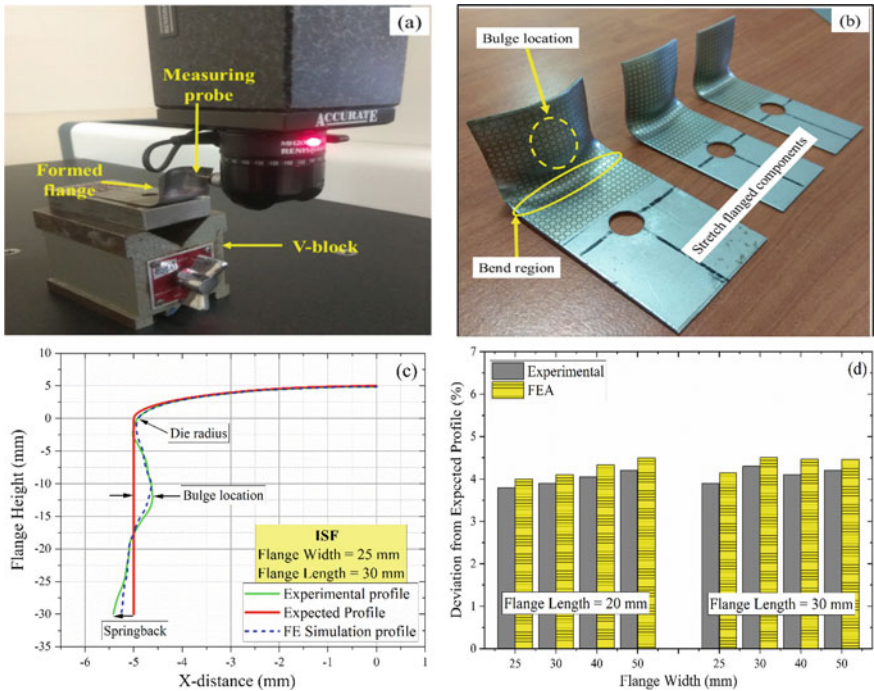 (a)
Measuring
probe
ACCURATE
Formed
flange
V-block
(b)
Bulge location
Stretch flanged components
Bend region
(c)
10
5
0
-5
-10
-15
-20
-25
-30
-35
Flange Height (mm)
Die radius
Bulge location
ISF
Flange Width = 25 mm
Flange Length = 30 mm
Experimental profile
Expected Profile
FE Simulation profile
Springback
-6 -5 -4 -3 -2 -1 0 1
X-distance (mm)
(d)
7
6
5
4
3
2
1
0
Deviation from Expected Profile (%)
Experimental
FEA
Flange Length = 20 mm
Flange Length = 30 mm
25 30 40 50 25 30 40 50
Flange Width (mm)